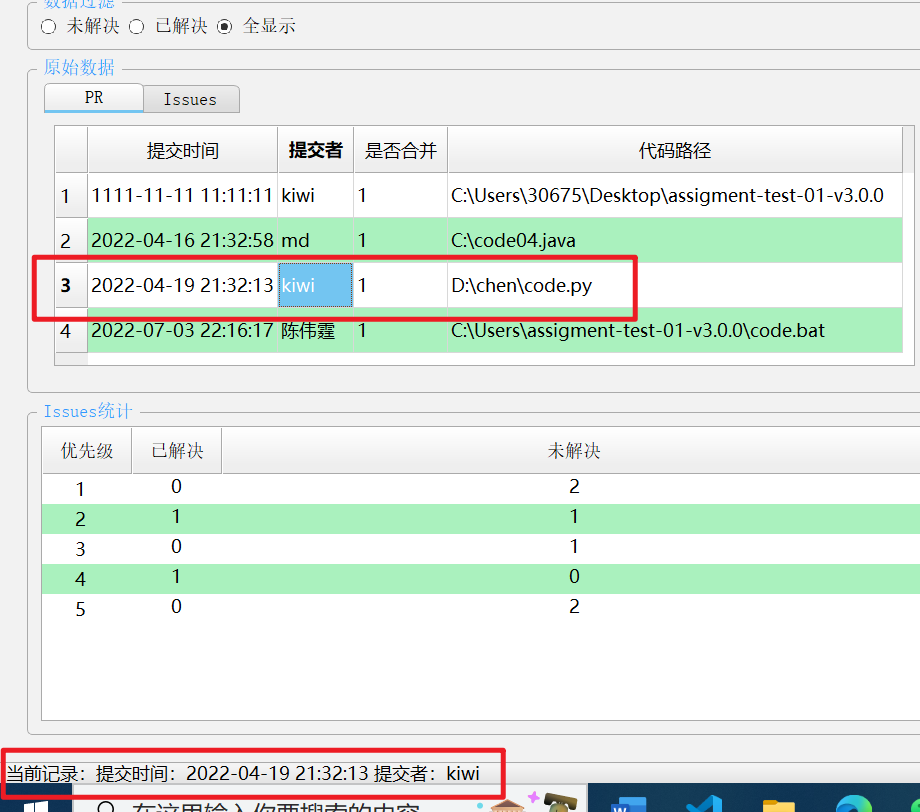 数据过滤
未解决 已解决 全显示
原始数据
PR Issues
提交时间 提交者 是否合并 代码路径
1 1111-11-11 11:11:11 kiwi 1 C:\Users\30675\Desktop\assigment-test-01-v3.0.0
2 2022-04-16 21:32:58 md 1 C:\code04.java
3 2022-04-19 21:32:13 kiwi 1 D:\chen\code.py
4 2022-07-03 22:16:17 陈伟霆 1 C:\Users\assigment-test-01-v3.0.0\code.bat
Issues统计
优先级 已解决 未解决
1 0 2
2 1 1
3 0 1
4 1 0
5 0 2
当前记录：提交时间：2022-04-19 21:32:13 提交者：kiwi
在这里输入你要搜索的内容